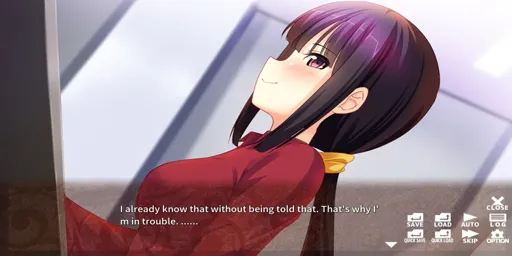 I already know that without being told that. That's why I'
m in trouble. ......
CLOSE
SAVE LOAD AUTO LOG
QUICK SAVE QUICK LOAD SKIP OPTION